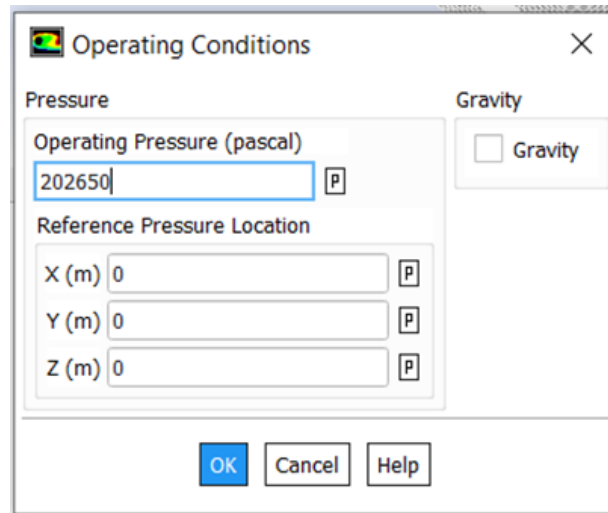 Operating Conditions
Pressure
Gravity
Operating Pressure (pascal)
Gravity
202650
P
Reference Pressure Location
X (m) 0 P
Y (m) 0 P
Z (m) 0 P
OK Cancel Help